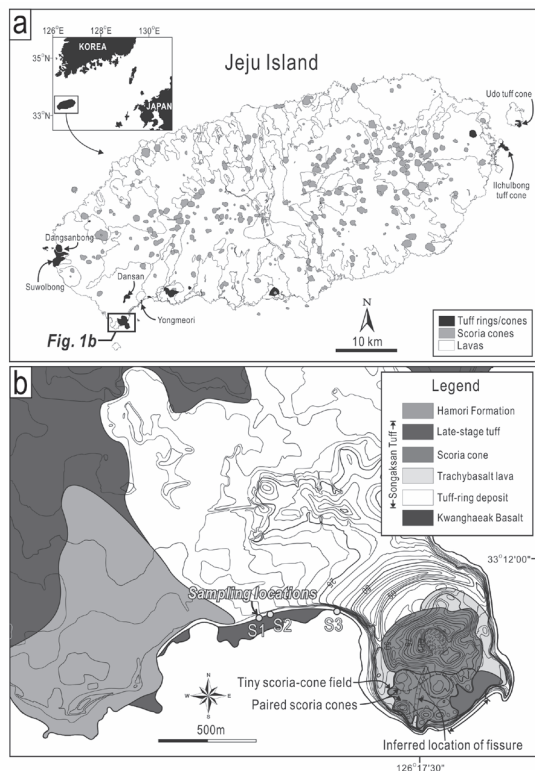 a
126°E
128°E
130°E
35°N
33°N
KOREA
JAPAN
Jeju Island
Udo tuff cone
Ilchulbong
tuff cone
Dangsanbong
Suwolbong
Dansan
Yongmeori
Fig. 1b
N
10 km
Tuff rings/cones
Scoria cones
Lavas
b
Legend
Hamori Formation
Late-stage tuff
Scoria cone
Trachybasalt lava
Tuff-ring deposit
Kwanghaeak Basalt
Songaksan Tuff
33°12'00"
Sampling locations
S1
S2
S3
N
W
E
S
500m
Tiny scoria-cone field
Paired scoria cones
Inferred location of fissure
126°17'30"